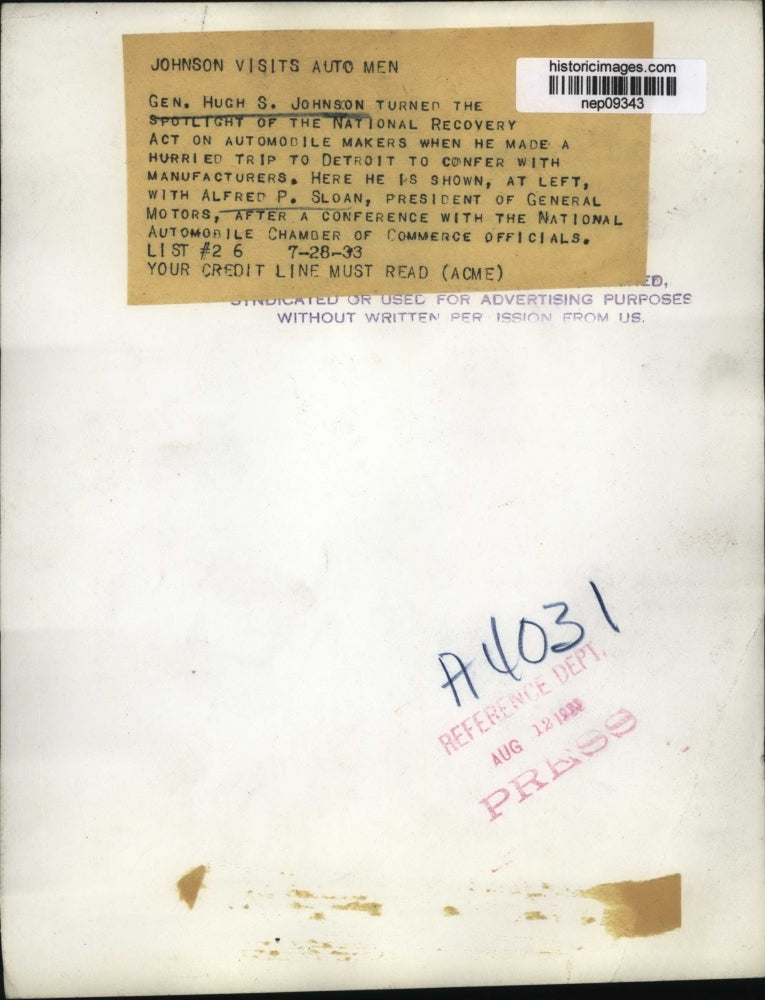 historicimages.com
nep09343
JOHNSON VISITS AUTO MEN
GEN. HUGH S. JOHNSON TURNED THE
SPOTLIGHT OF THE NATIONAL RECOVERY
ACT ON AUTOMOBILE MAKERS WHEN HE MADE A
HURRIED TRIP TO DETROIT TO CONFER WITH
MANUFACTURERS. HERE HE IS SHOWN, AT LEFT,
WITH ALFRED P. SLOAN, PRESIDENT OF GENERAL
MOTORS, AFTER A CONFERENCE WITH THE NATIONAL
AUTOMOBILE CHAMBER OF COMMERCE OFFICIALS.
LIST #2 6 7-28-33
YOUR CREDIT LINE MUST READ (ACME)
SYNDICATED OR USED FOR ADVERTISING PURPOSES
WITHOUT WRITTEN PER ISSION FROM US.
A4031
REFERENCE DEPT.
AUG 12
PRESS